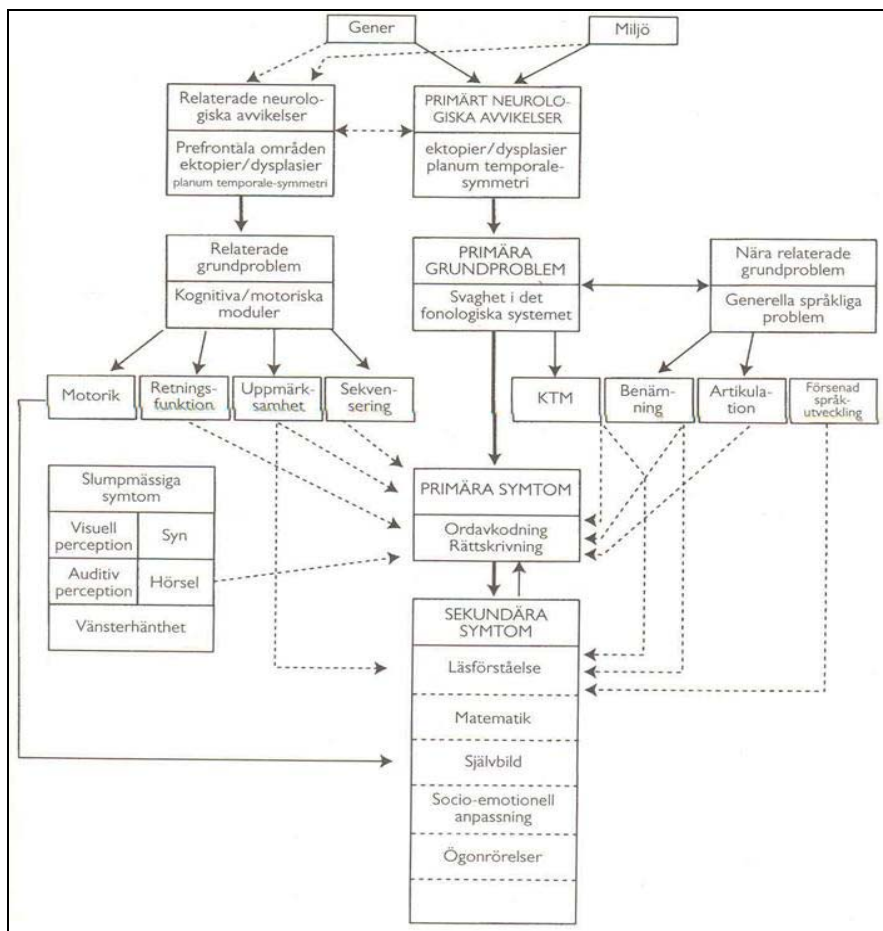 Gener
Miljö
Relaterade neurolo-
giska avvikelser
Prefrontala områden
ektopier/dysplasier
planum temporale-symmetri
PRIMÄRT NEUROLO-
GISKA AVVIKELSER
ektopier/dysplasier
planum temporale-
symmetri
Relaterade
grundproblem
Kognitiva/motoriska
moduler
PRIMÄRA
GRUNDPROBLEM
Svaghet i det
fonologiska systemet
Nära relaterade
grundproblem
Generella språkliga
problem
Motorik
Retnings-
funktion
Uppmärk-
samhet
Sekven-
sering
KTM
Benäm-
ning
Artikula-
tion
Försenad
språk-
utveckling
Slumpmässiga
symtom
Visuell
perception
Syn
Auditiv
perception
Hörsel
Vänsterhänthet
PRIMÄRA SYMTOM
Ordavkodning
Rättskrivning
SEKUNDÄRA
SYMTOM
Läsförståelse
Matematik
Självbild
Socio-emotionell
anpassning
Ögonrörelser